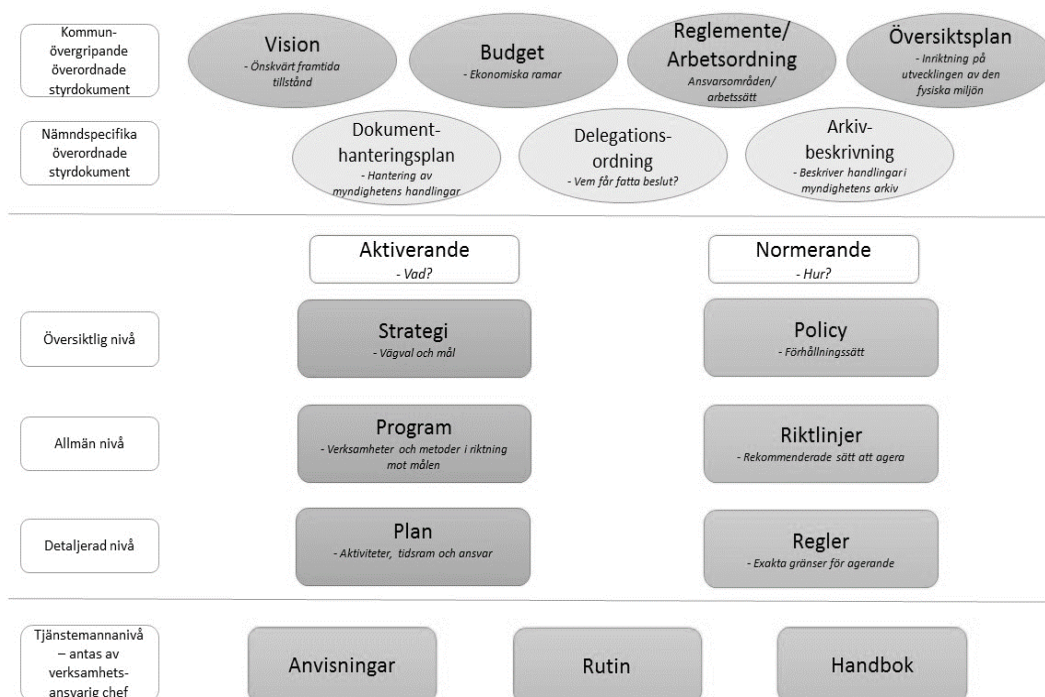 Kommun-
övergripande
överordnade
styrdokument
Vision
- Önskvärt framtida
tillstånd
Budget
- Ekonomiska ramar
Reglemente/
Arbetsordning
Ansvarsområden/
arbetssätt
Översiktsplan
- Inriktning på
utvecklingen av den
fysiska miljön
Nämndspecifika
överordnade
styrdokument
Dokument-
hanteringsplan
- Hantering av
myndighetens handlingar
Delegations-
ordning
- Vem får fatta beslut?
Arkiv-
beskrivning
- Beskriver handlingar i
myndighetens arkiv
Aktiverande
- Vad?
Normerande
- Hur?
Översiktlig nivå
Strategi
- Vägval och mål
Policy
- Förhållningssätt
Allmän nivå
Program
- Verksamheter och metoder i riktning
mot målen
Riktlinjer
- Rekommenderade sätt att agera
Detaljerad nivå
Plan
- Aktiviteter, tidsram och ansvar
Regler
- Exakta gränser för agerande
Tjänstemannanivå
– antas av
verksamhets-
ansvarig chef
Anvisningar
Rutin
Handbok